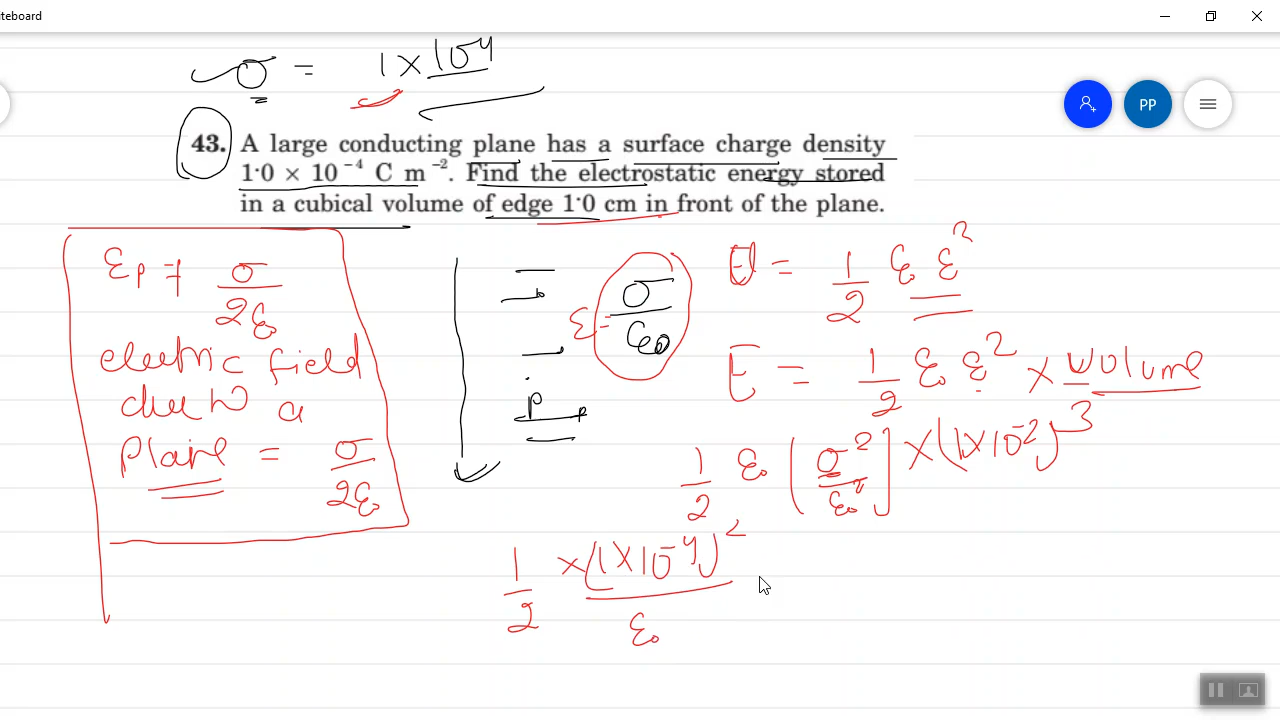 teboard
σ = 1 × 10^4
PP
43. A large conducting plane has a surface charge density
1·0 × 10⁻⁴ C m⁻². Find the electrostatic energy stored
in a cubical volume of edge 1·0 cm in front of the plane.
Ep = σ/2ε₀
electric field
due to a
plane = σ/2ε₀
E = σ/ε₀
U = 1/2 ε₀ E²
E = 1/2 ε₀ E² × volume
1/2 ε₀ [σ²/ε₀²] × (1×10⁻²)³
1/2 × (1×10⁻⁴)²/ε₀